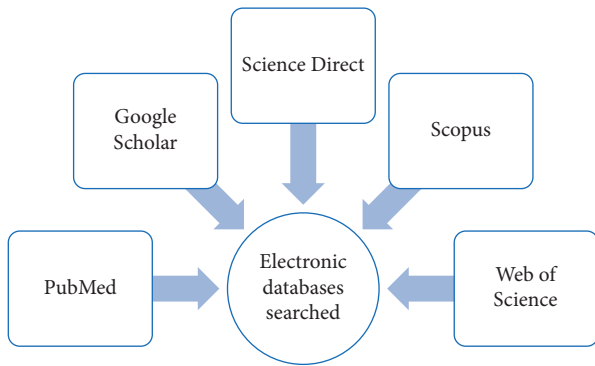 Science Direct
Google
Scholar
Scopus
PubMed
Electronic
databases
searched
Web of
Science